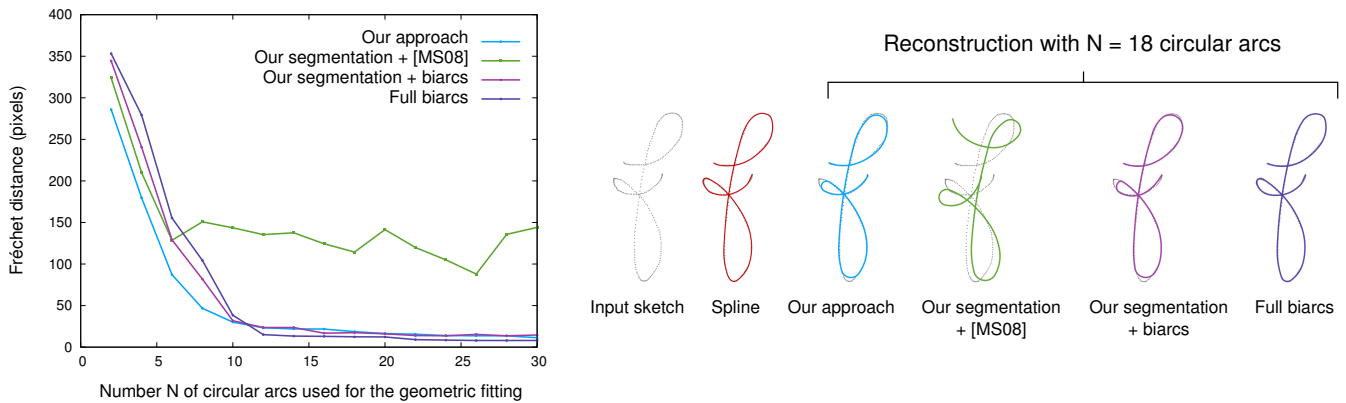 400
350
300
250
200
150
100
50
0
Fréchet distance (pixels)
Our approach
Our segmentation + [MS08]
Our segmentation + biarcs
Full biarcs
0 5 10 15 20 25 30
Number N of circular arcs used for the geometric fitting
Reconstruction with N = 18 circular arcs
Input sketch
Spline
Our approach
Our segmentation
+ [MS08]
Our segmentation
+ biarcs
Full biarcs